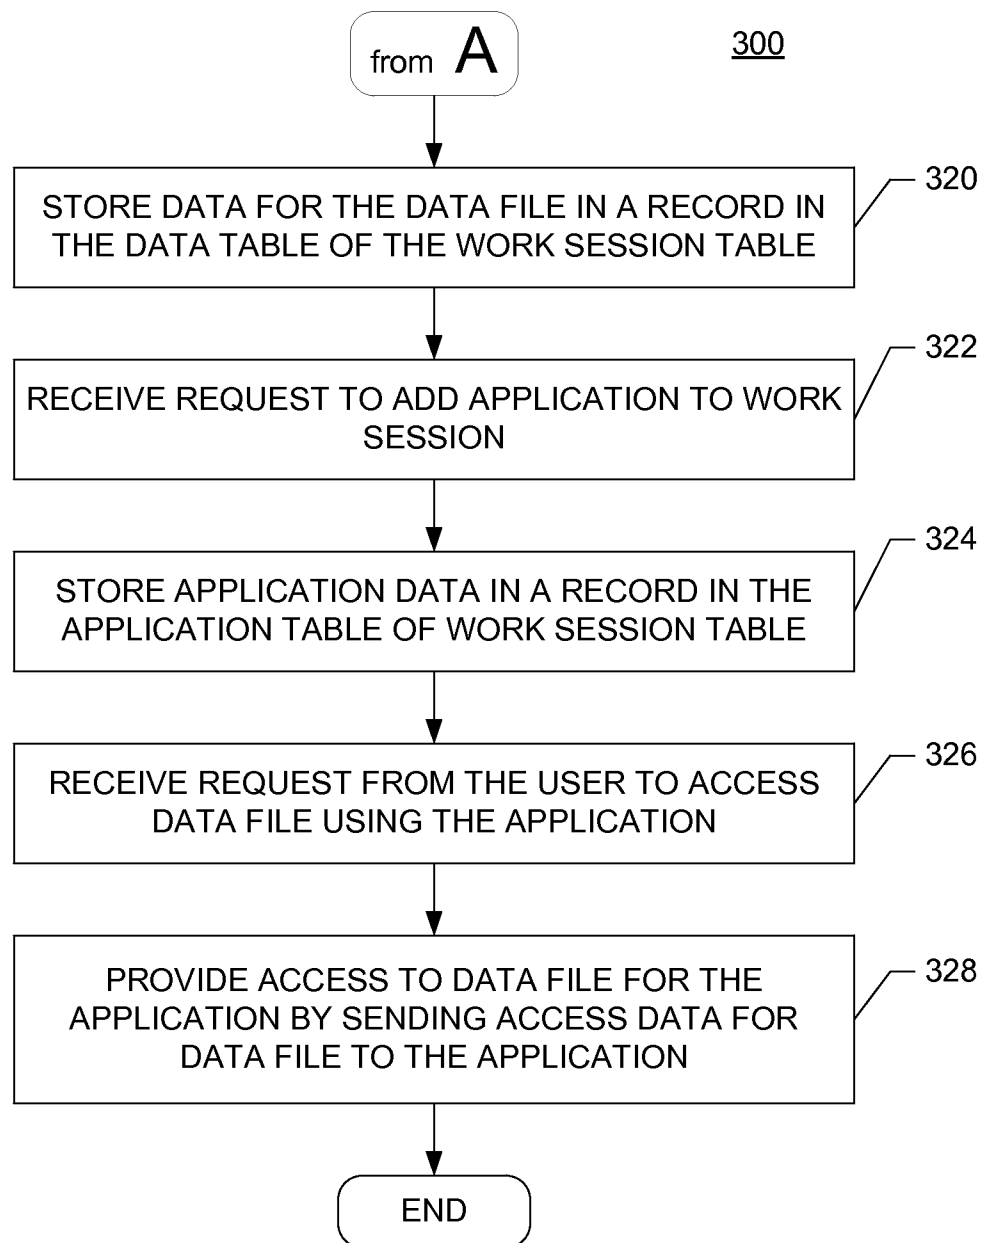 from A
300
STORE DATA FOR THE DATA FILE IN A RECORD IN
THE DATA TABLE OF THE WORK SESSION TABLE
320
RECEIVE REQUEST TO ADD APPLICATION TO WORK
SESSION
322
STORE APPLICATION DATA IN A RECORD IN THE
APPLICATION TABLE OF WORK SESSION TABLE
324
RECEIVE REQUEST FROM THE USER TO ACCESS
DATA FILE USING THE APPLICATION
326
PROVIDE ACCESS TO DATA FILE FOR THE
APPLICATION BY SENDING ACCESS DATA FOR
DATA FILE TO THE APPLICATION
328
END